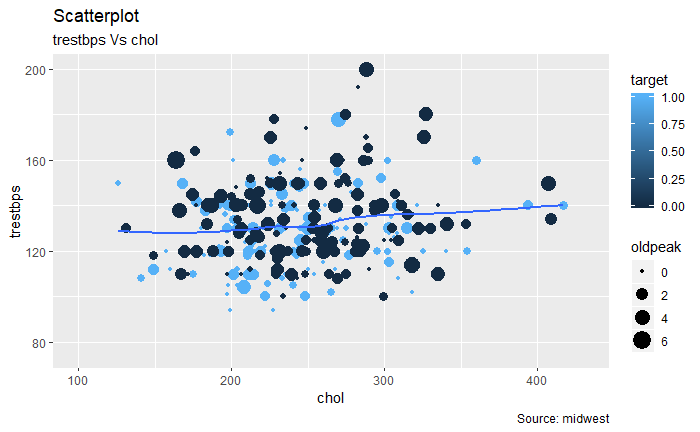 Scatterplot
trestbps Vs chol
trestbps
200
160
120
80
100
200
300
400
chol
target
1.00
0.75
0.50
0.25
0.00
oldpeak
0
2
4
6
Source: midwest